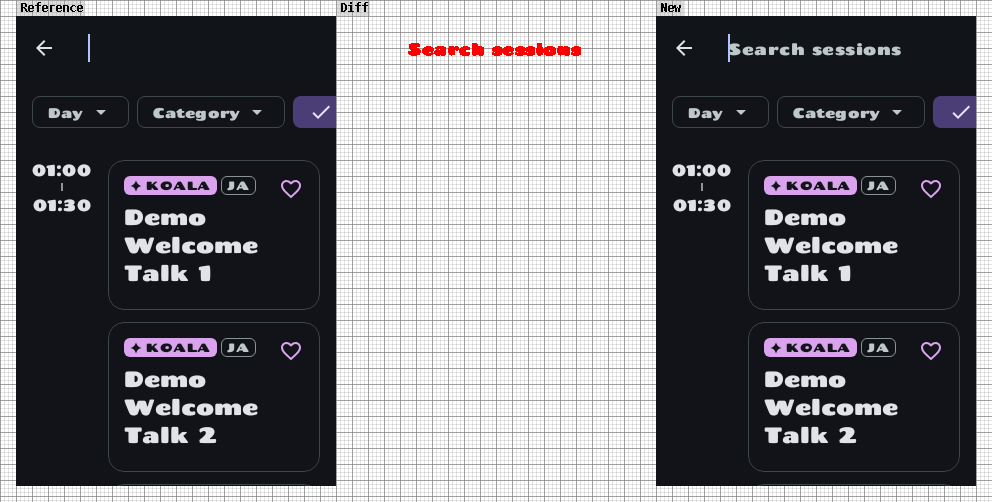 Reference
Diff
New
Search sessions
Search sessions
Day
Category
Day
Category
01:00
01:30
KOALA JA
Demo
Welcome
Talk 1
KOALA JA
Demo
Welcome
Talk 2
01:00
01:30
KOALA JA
Demo
Welcome
Talk 1
KOALA JA
Demo
Welcome
Talk 2